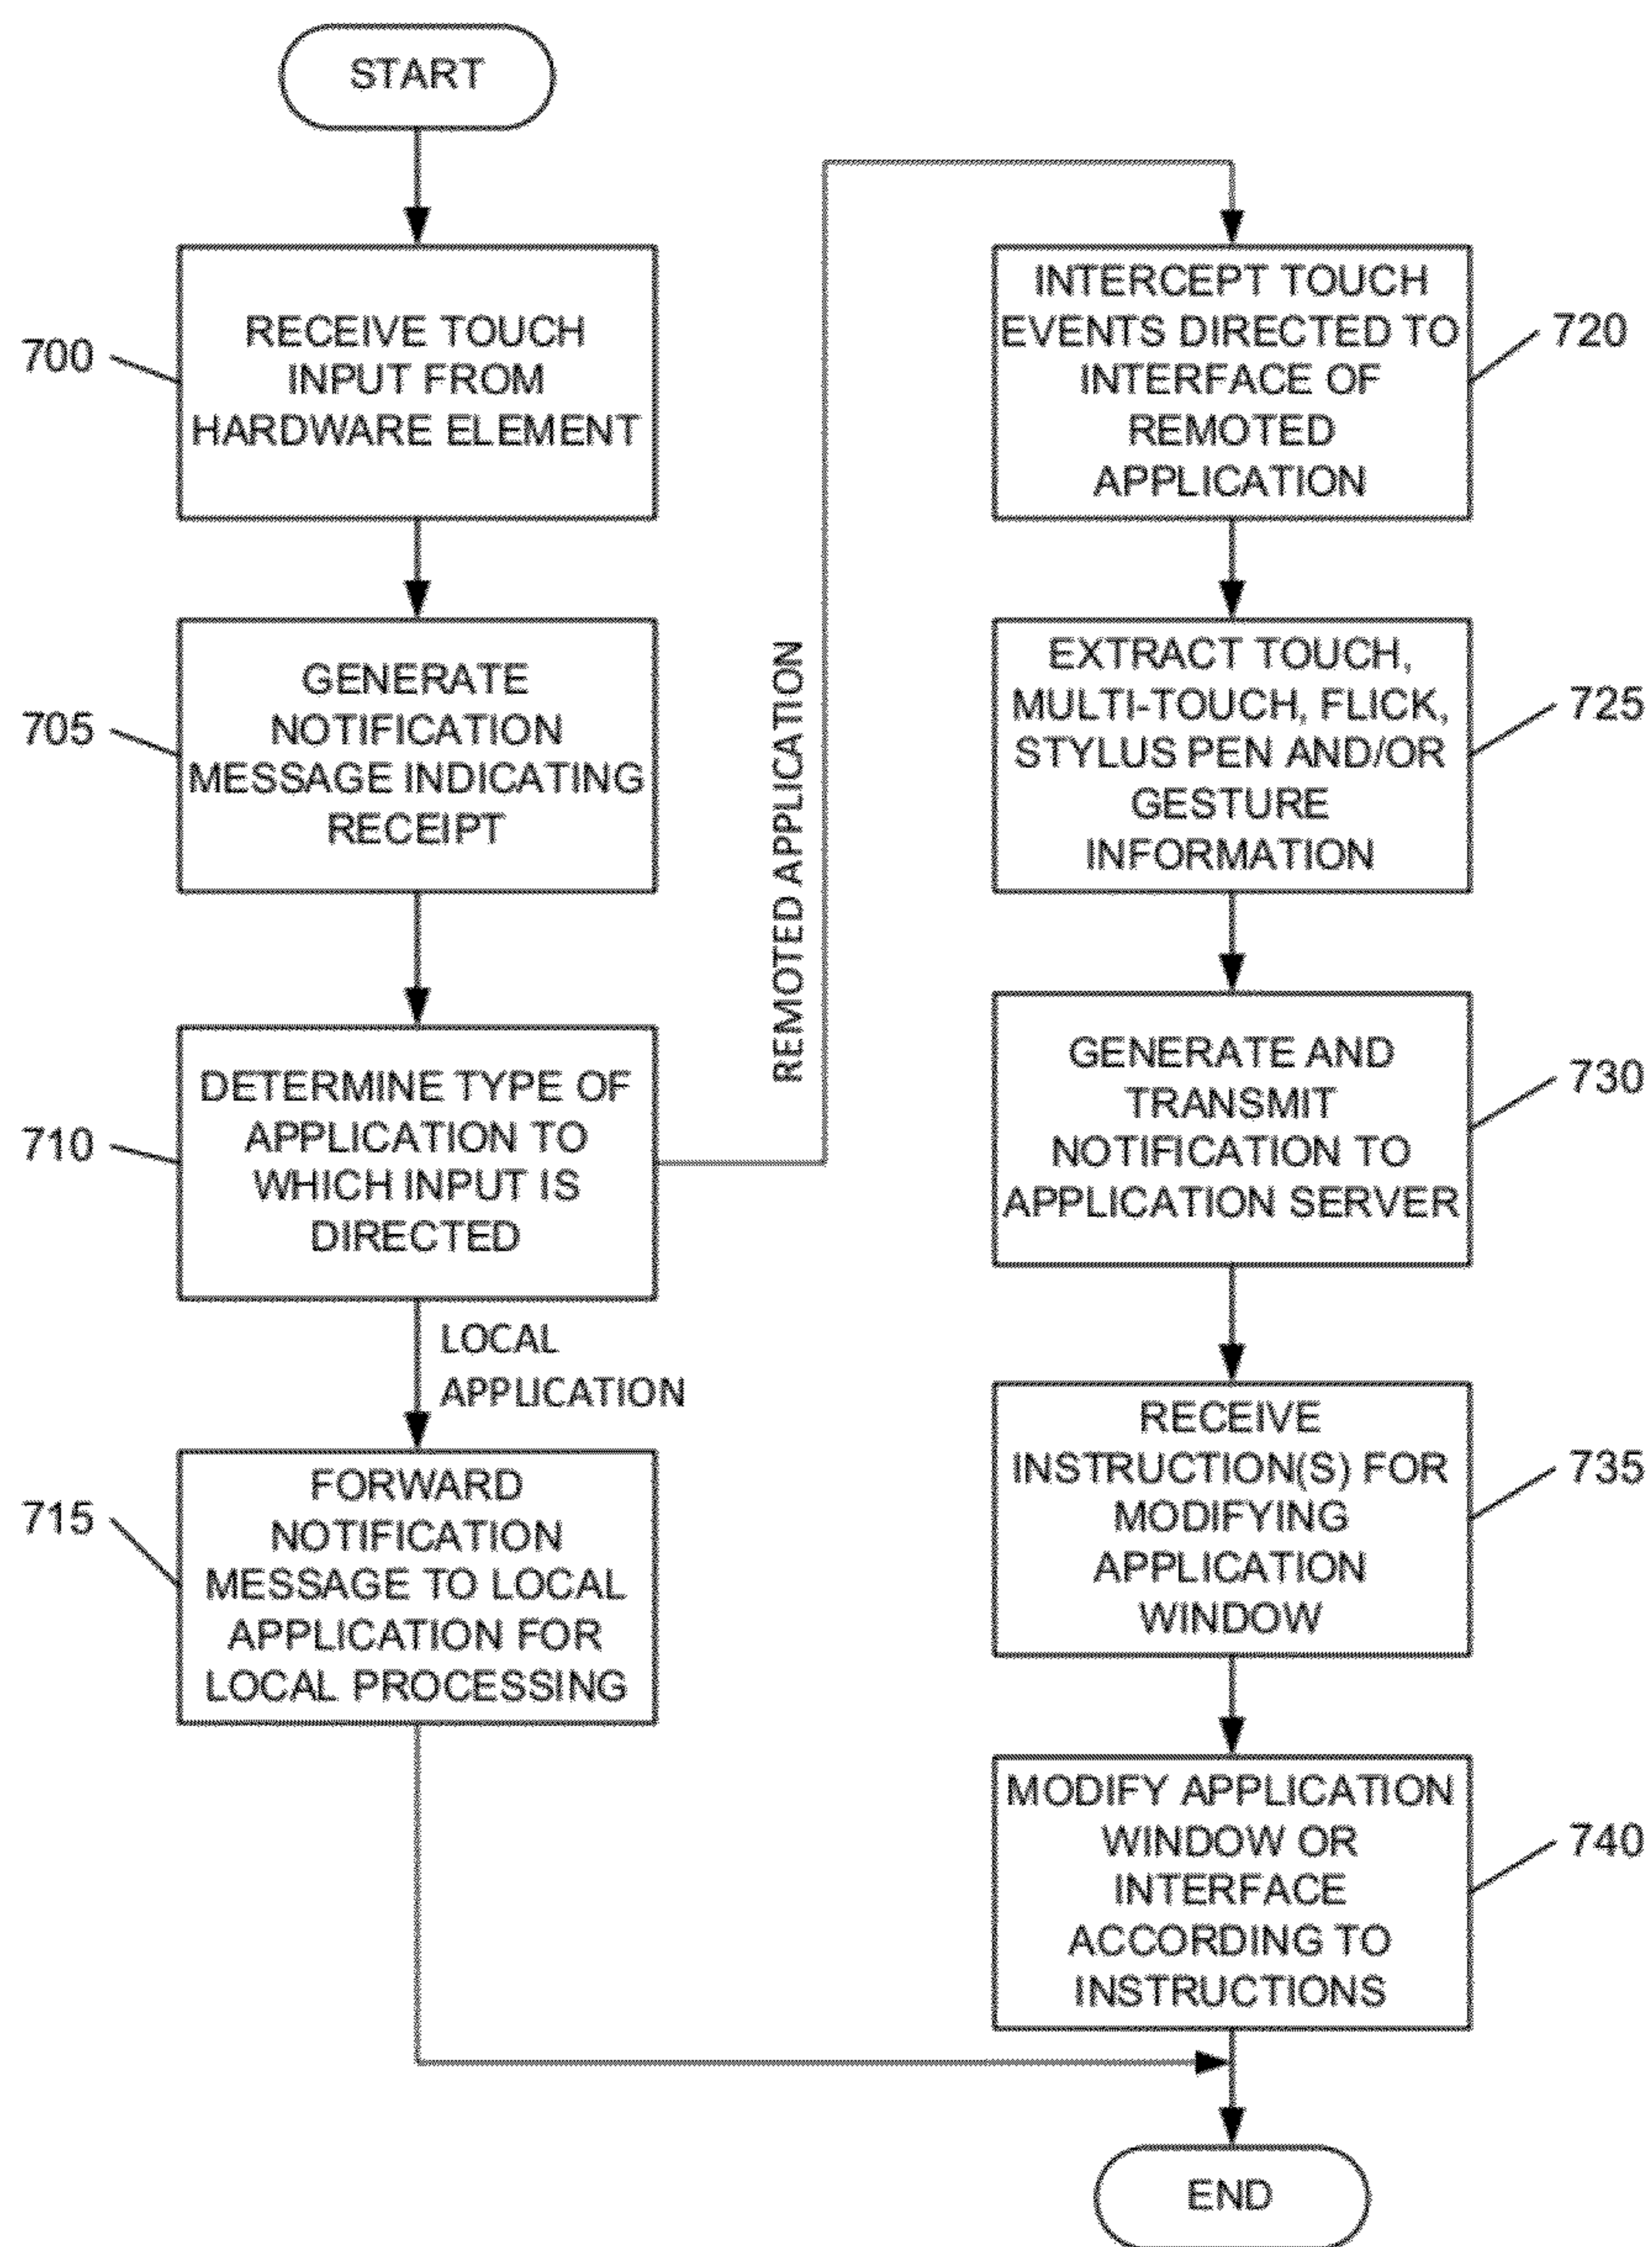 START
700
RECEIVE TOUCH
INPUT FROM
HARDWARE ELEMENT
705
GENERATE
NOTIFICATION
MESSAGE INDICATING
RECEIPT
710
DETERMINE TYPE OF
APPLICATION TO
WHICH INPUT IS
DIRECTED
LOCAL
APPLICATION
715
FORWARD
NOTIFICATION
MESSAGE TO LOCAL
APPLICATION FOR
LOCAL PROCESSING
REMOTED APPLICATION
INTERCEPT TOUCH
EVENTS DIRECTED TO
INTERFACE OF
REMOTED
APPLICATION
720
EXTRACT TOUCH,
MULTI-TOUCH, FLICK,
STYLUS PEN AND/OR
GESTURE
INFORMATION
725
GENERATE AND
TRANSMIT
NOTIFICATION TO
APPLICATION SERVER
730
RECEIVE
INSTRUCTION(S) FOR
MODIFYING
APPLICATION
WINDOW
735
MODIFY APPLICATION
WINDOW OR
INTERFACE
ACCORDING TO
INSTRUCTIONS
740
END